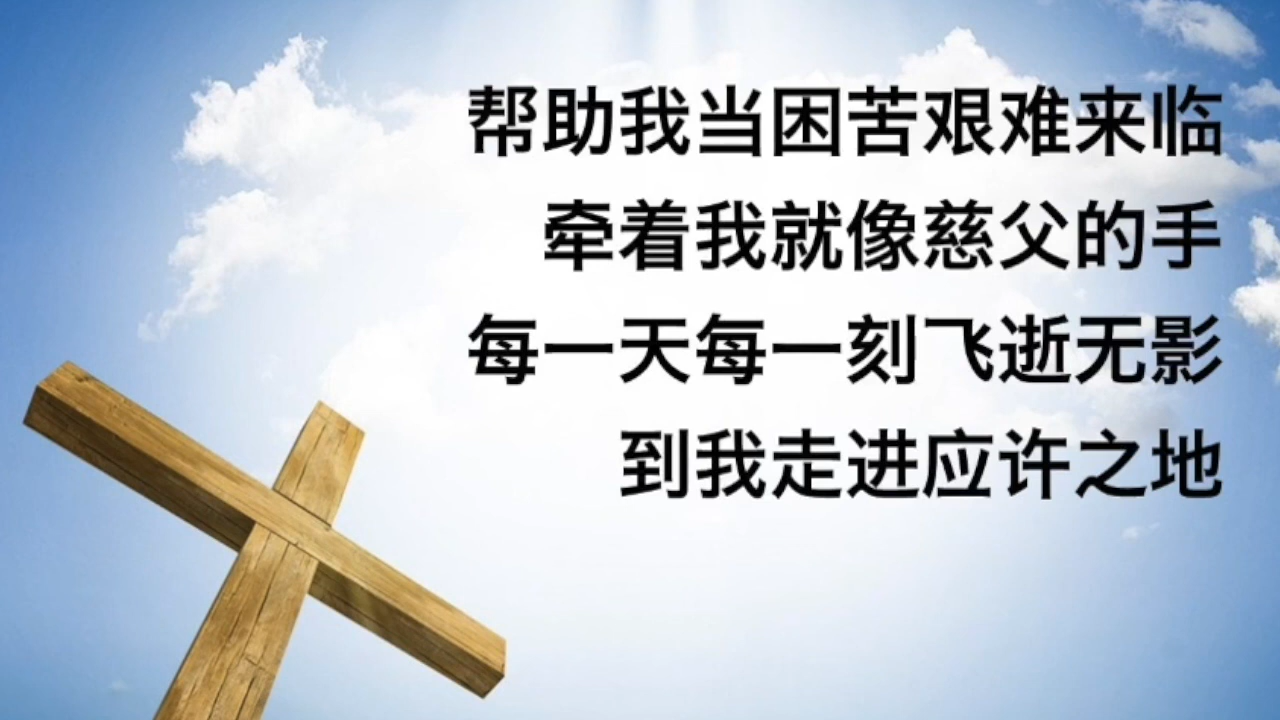 帮助我当困苦艰难来临
牵着我就像慈父的手
每一天每一刻飞逝无影
到我走进应许之地